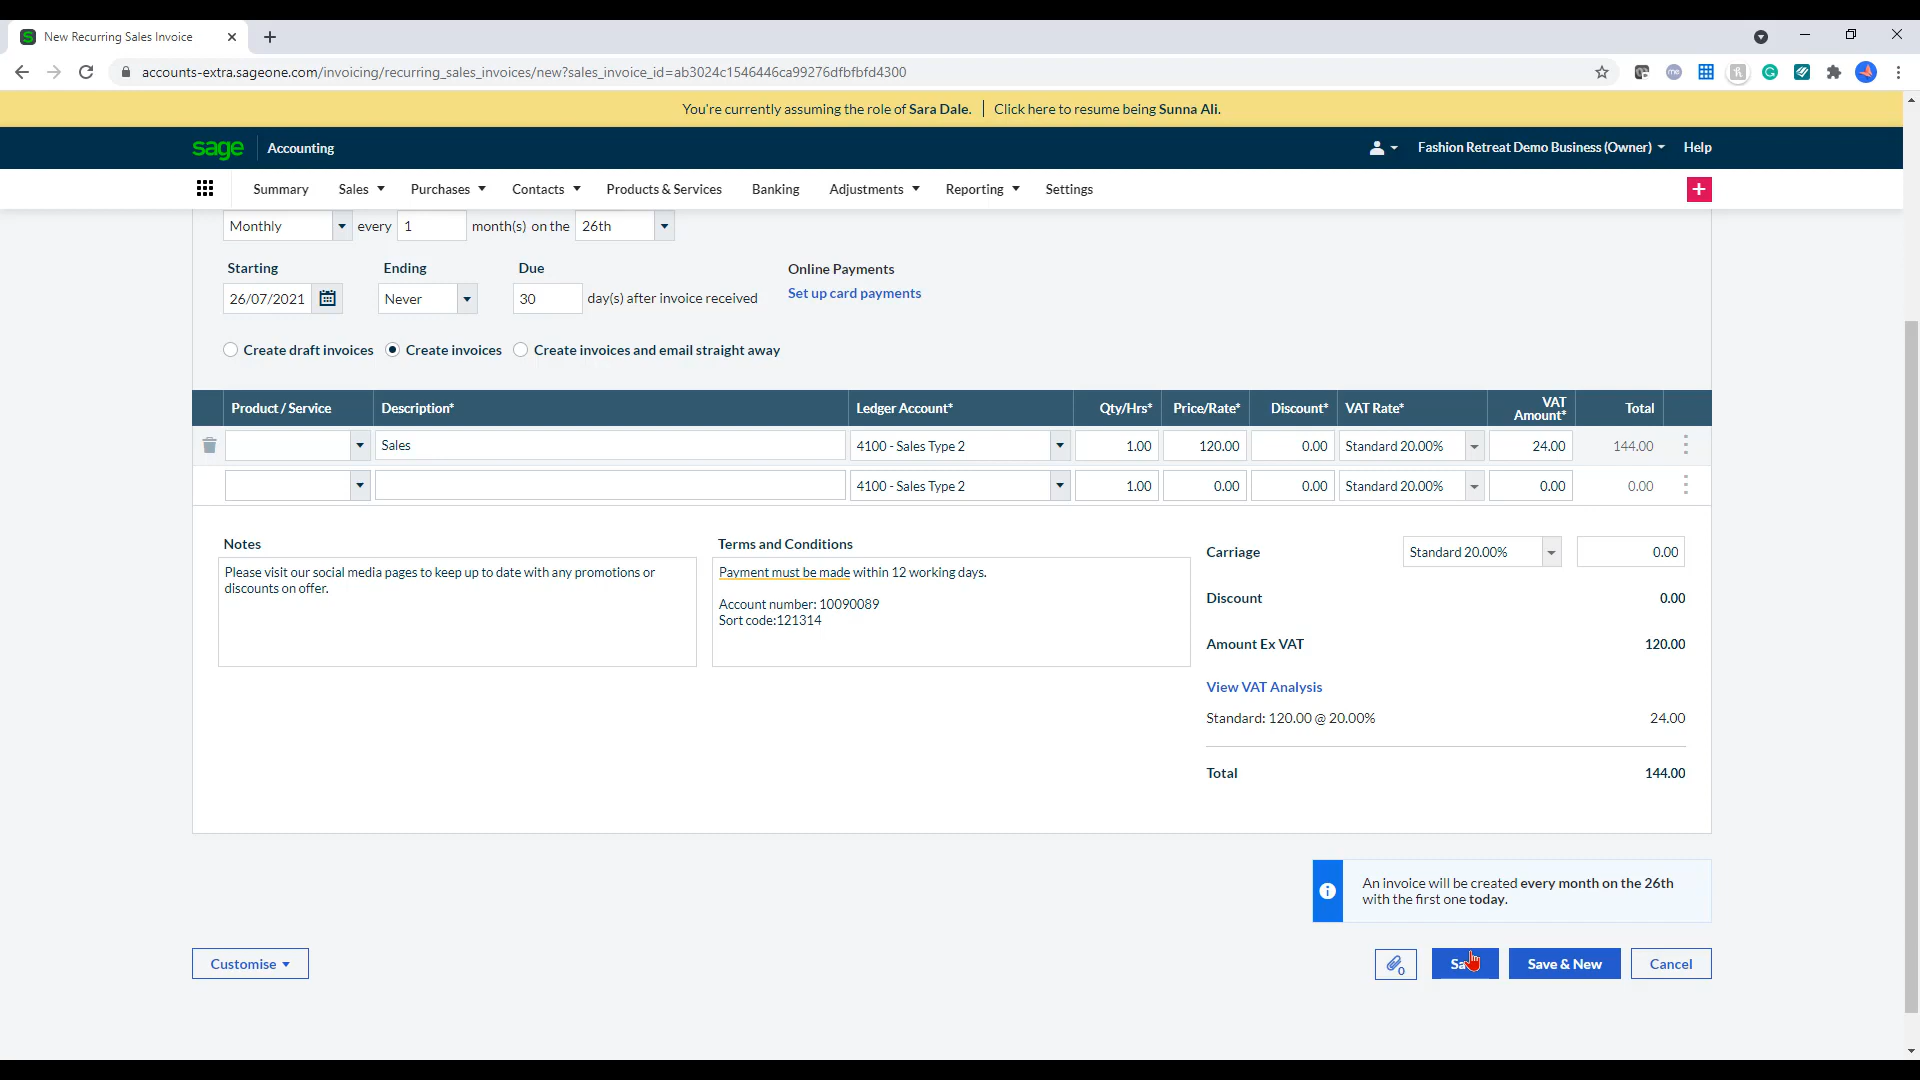 New Recurring Sales Invoice
accounts-extra.sageone.com/invoicing/recurring_sales_invoices/new?sales_invoice_id=ab3024c1546446ca99276dfbfbfd4300
You're currently assuming the role of Sara Dale. | Click here to resume being Sunna Ali.
sage Accounting Fashion Retreat Demo Business (Owner) Help
Summary Sales Purchases Contacts Products & Services Banking Adjustments Reporting Settings
Monthly every 1 month(s) on the 26th
Starting Ending Due Online Payments
26/07/2021 Never 30 day(s) after invoice received Set up card payments
Create draft invoices Create invoices Create invoices and email straight away
Product / Service Description* Ledger Account* Qty/Hrs* Price/Rate* Discount* VAT Rate* VAT Amount* Total
Sales 4100 - Sales Type 2 1.00 120.00 0.00 Standard 20.00% 24.00 144.00
4100 - Sales Type 2 1.00 0.00 0.00 Standard 20.00% 0.00 0.00
Notes
Please visit our social media pages to keep up to date with any promotions or
discounts on offer.
Terms and Conditions
Payment must be made within 12 working days.
Account number: 10090089
Sort code:121314
Carriage Standard 20.00% 0.00
Discount 0.00
Amount Ex VAT 120.00
View VAT Analysis
Standard: 120.00 @ 20.00% 24.00
Total 144.00
An invoice will be created every month on the 26th
with the first one today.
Customise 0 Save & New Cancel